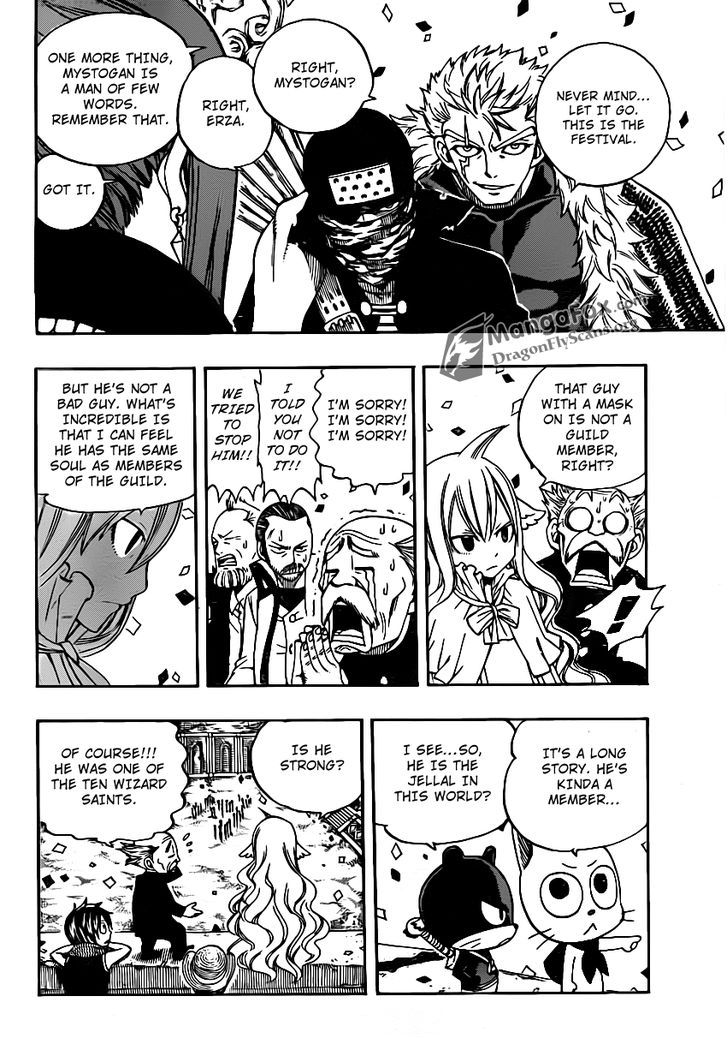 NEVER MIND...
LET IT GO.
THIS IS THE
FESTIVAL.
RIGHT,
MYSTOGAN?
RIGHT,
ERZA.
ONE MORE THING,
MYSTOGAN IS
A MAN OF FEW
WORDS.
REMEMBER THAT.
GOT IT.
MangaFox.com
DragonFlyScans.org
THAT GUY
WITH A MASK
ON IS NOT
A GUILD
MEMBER,
RIGHT?
!
I'M SORRY!
I'M SORRY!
I'M SORRY!
I
TOLD
YOU
NOT
TO DO
IT!!
WE
TRIED
TO
STOP
HIM!!
BUT HE'S NOT A
BAD GUY. WHAT'S
INCREDIBLE IS
THAT I CAN FEEL
HE HAS THE SAME
SOUL AS MEMBERS
OF THE GUILD.
IT'S A LONG
STORY. HE'S
KINDA A
MEMBER...
I SEE...SO,
HE IS THE
JELLAL IN
THIS WORLD?
IS HE
STRONG?
OF COURSE!!!
HE WAS ONE OF
THE TEN WIZARD
SAINTS.